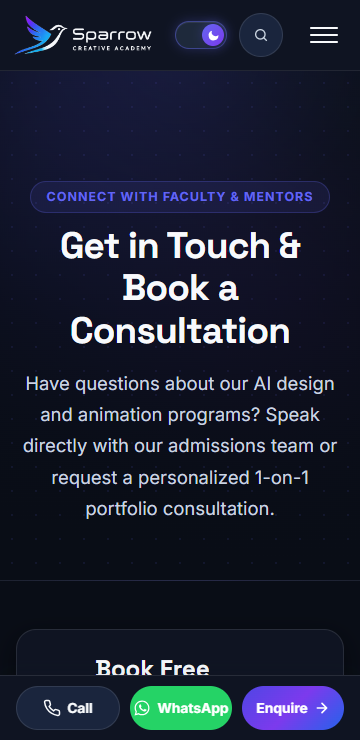 Sparrow
CREATIVE ACADEMY
CONNECT WITH FACULTY & MENTORS
Get in Touch &
Book a
Consultation
Have questions about our AI design
and animation programs? Speak
directly with our admissions team or
request a personalized 1-on-1
portfolio consultation.
Book Free
Call
WhatsApp
Enquire →